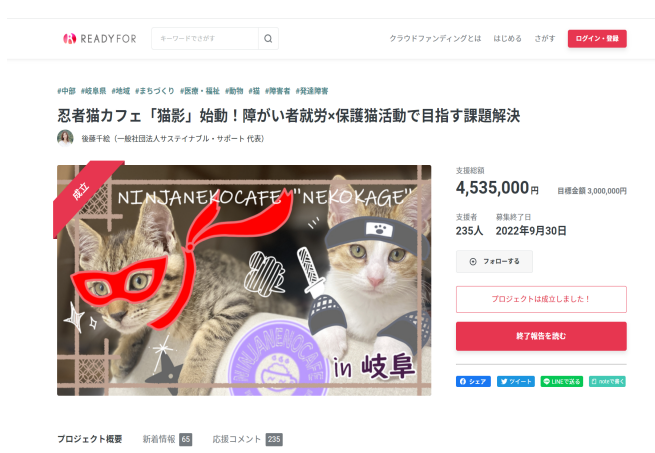 READYFOR
キーワードでさがす
クラウドファンディングとは はじめる さがす ログイン・登録
#中部 #岐阜県 #地域 #まちづくり #医療・福祉 #動物 #猫 #障害者 #発達障害
忍者猫カフェ「猫影」始動！障がい者就労×保護猫活動で目指す課題解決
後藤千絵（一般社団法人サステイナブル・サポート 代表）
成立
NINJANEKOCAFE "NEKOKAGE"
NINJANEKOCAFE
in 岐阜
支援総額
4,535,000円
目標金額 3,000,000円
支援者 募集終了日
235人 2022年9月30日
フォローする
プロジェクトは成立しました！
終了報告を読む
シェア ツイート LINEで送る noteで書く
プロジェクト概要 新着情報 65 応援コメント 235